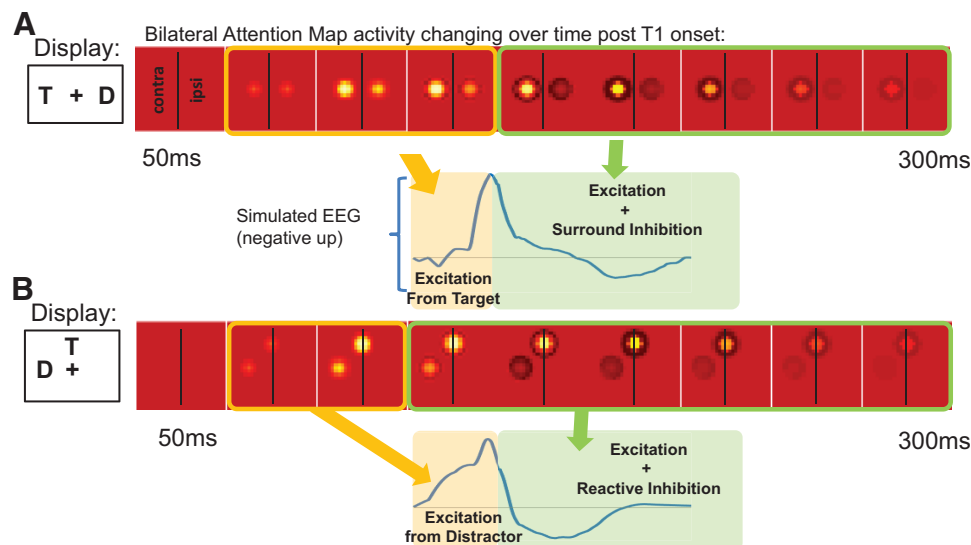 A
Bilateral Attention Map activity changing over time post T1 onset:
Display:
T + D
contra
ipsi
50ms
300ms
Simulated EEG
(negative up)
Excitation
From Target
Excitation
+
Surround Inhibition
B
Display:
T
D +
50ms
300ms
Excitation
from Distractor
Excitation
+
Reactive Inhibition